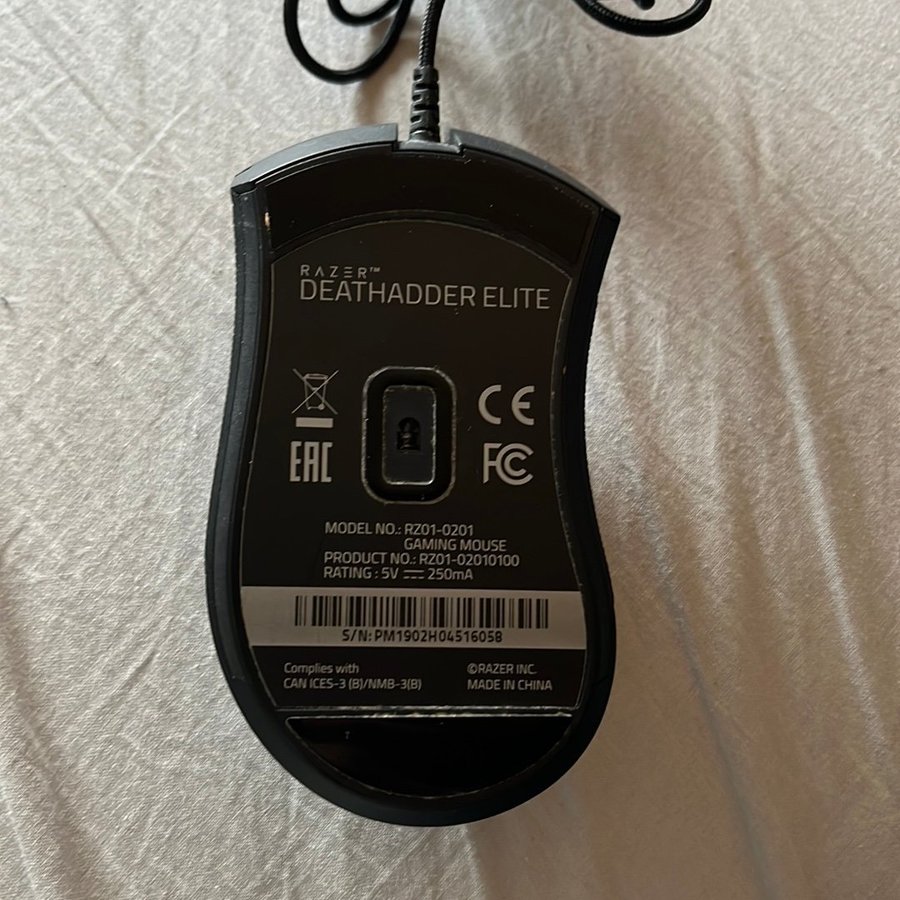 RAZER™
DEATHADDER ELITE
CE
EAC
FC
MODEL NO.: RZ01-0201
GAMING MOUSE
PRODUCT NO.: RZ01-02010100
RATING : 5V ⎓ 250mA
S/N: PM1902H04516058
Complies with
CAN ICES-3 (B)/NMB-3(B)
©RAZER INC.
MADE IN CHINA